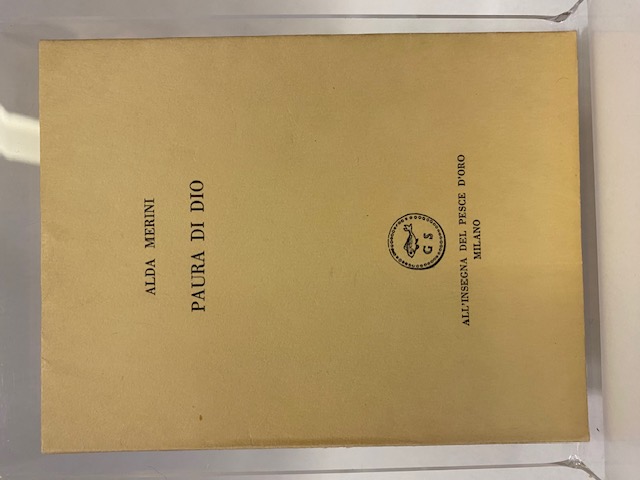 ALDA MERINI
PAURA DI DIO
G S
ALL'INSEGNA DEL PESCE D'ORO
MILANO